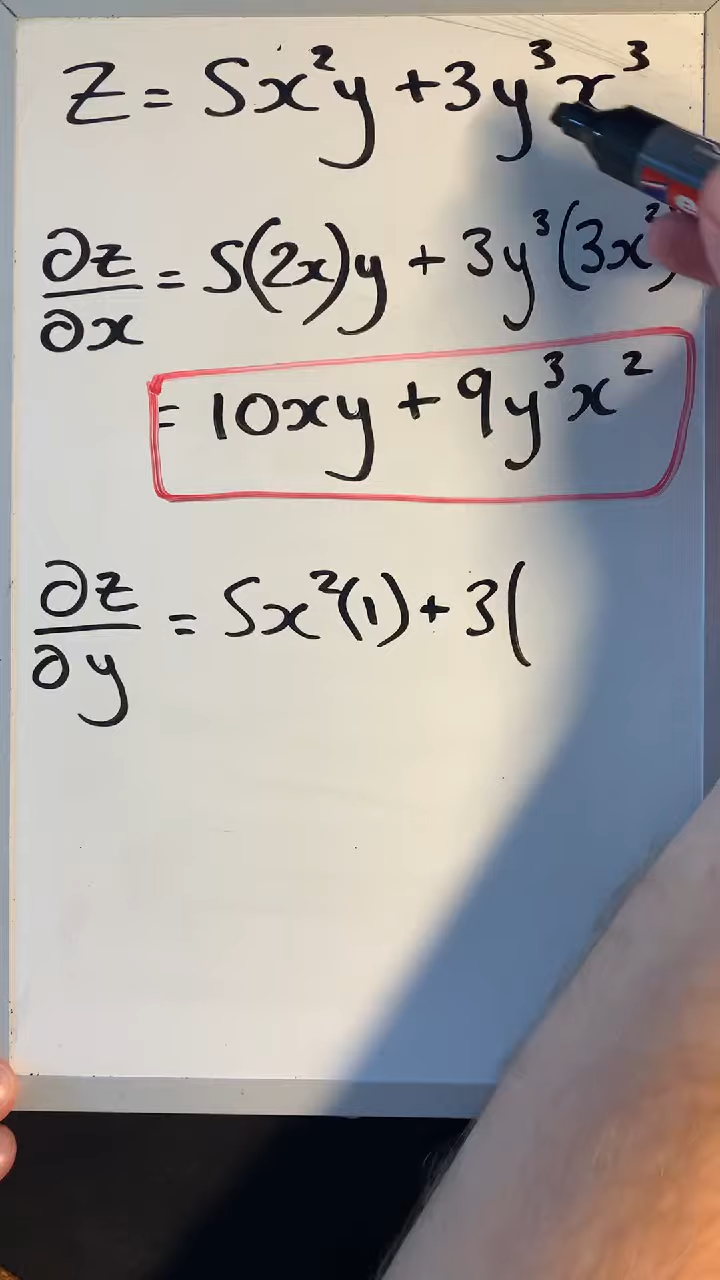 Z = 5x²y + 3y³x³
∂z/∂x = 5(2x)y + 3y³(3x²)
= 10xy + 9y³x²
∂z/∂y = 5x²(1) + 3(